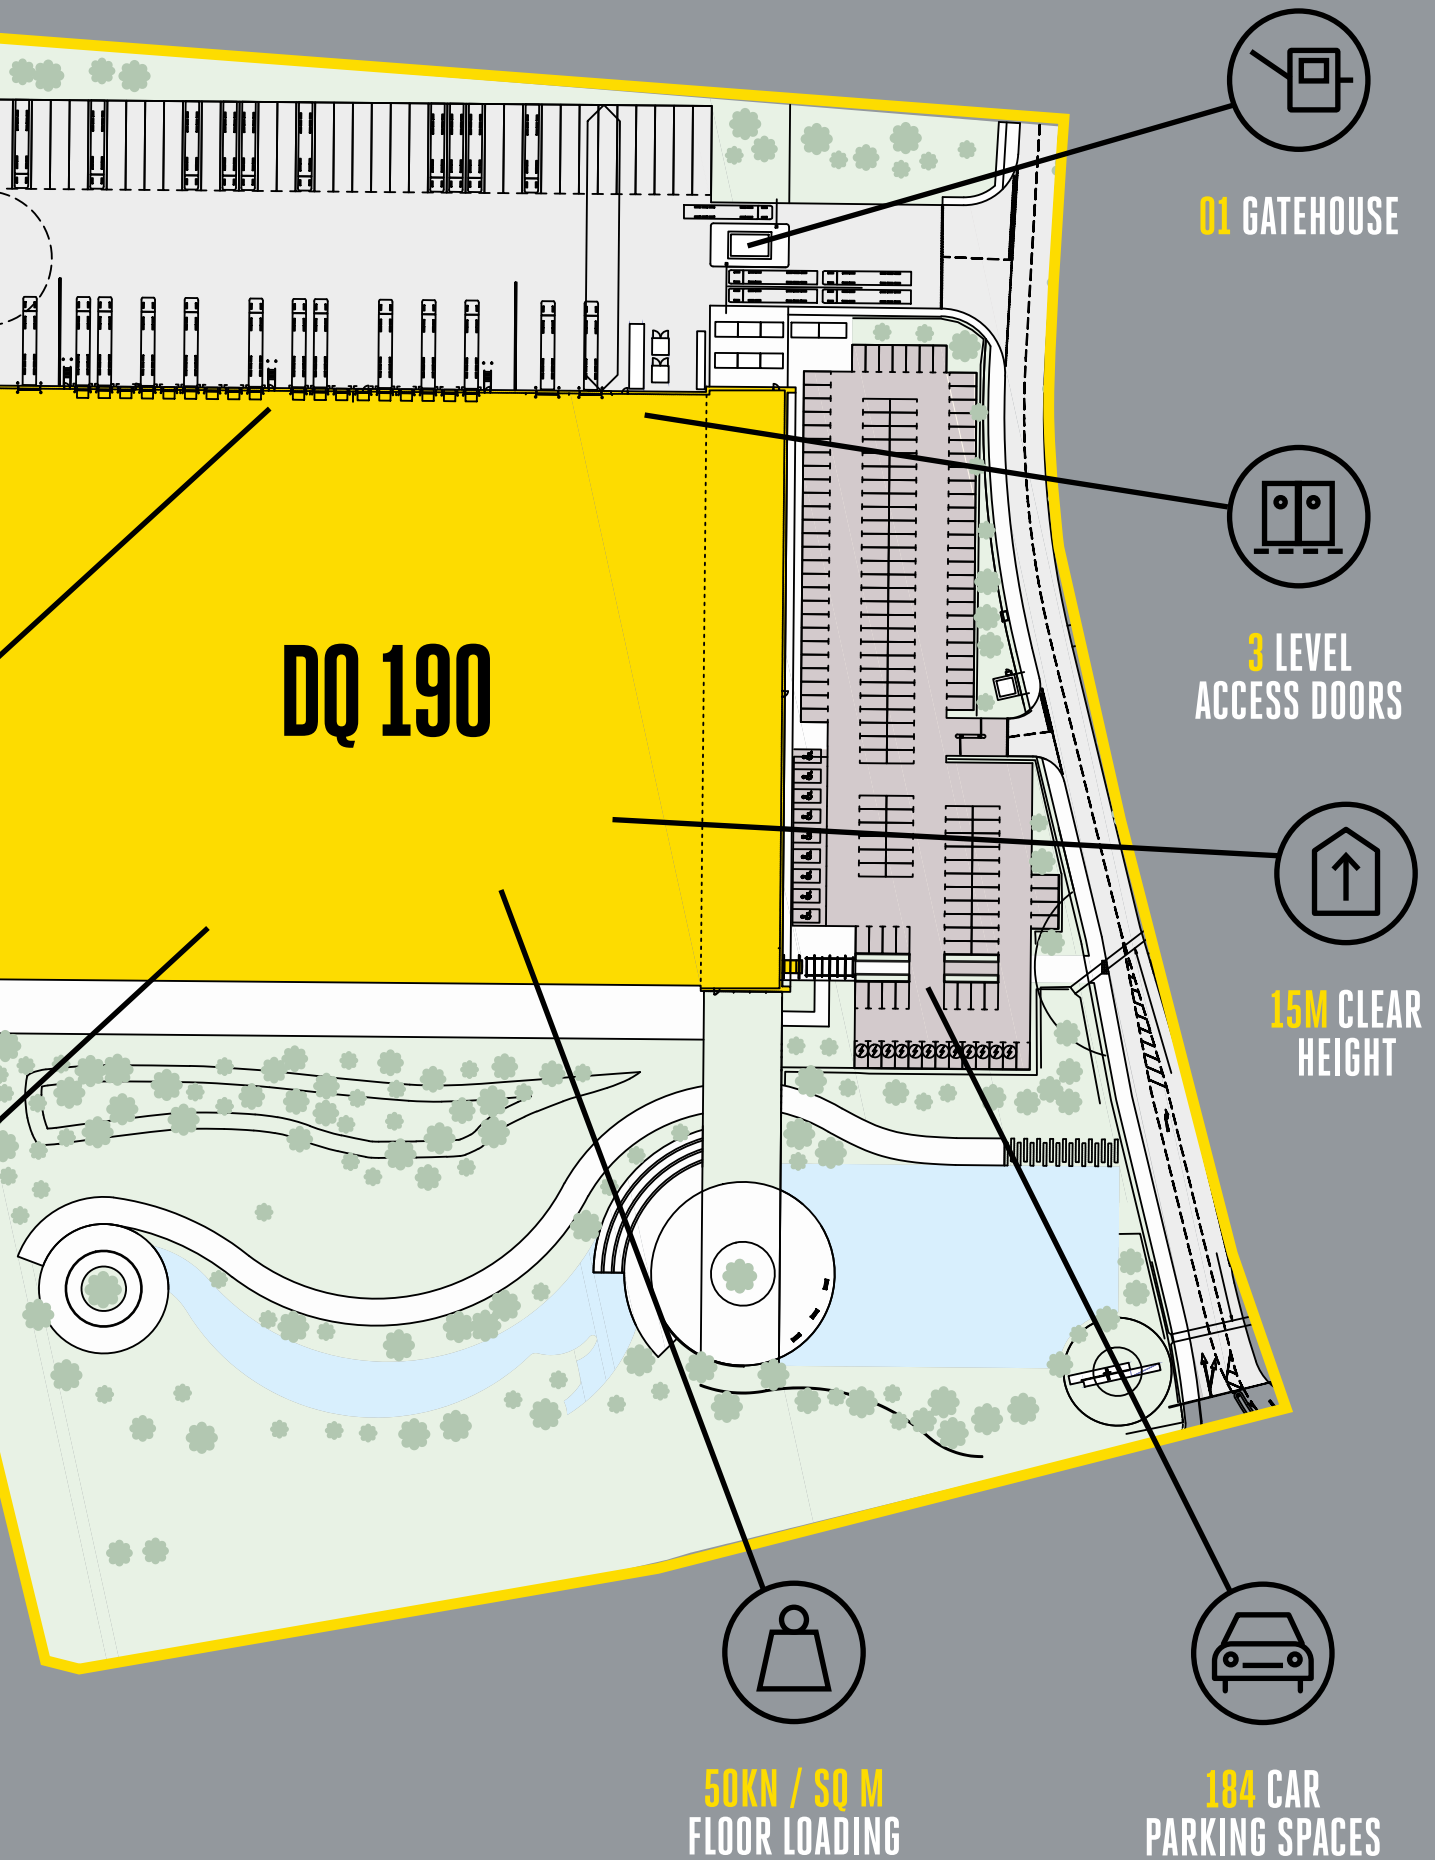 01 GATEHOUSE
3 LEVEL
ACCESS DOORS
DQ 190
15M CLEAR
HEIGHT
50KN / SQ M
FLOOR LOADING
184 CAR
PARKING SPACES